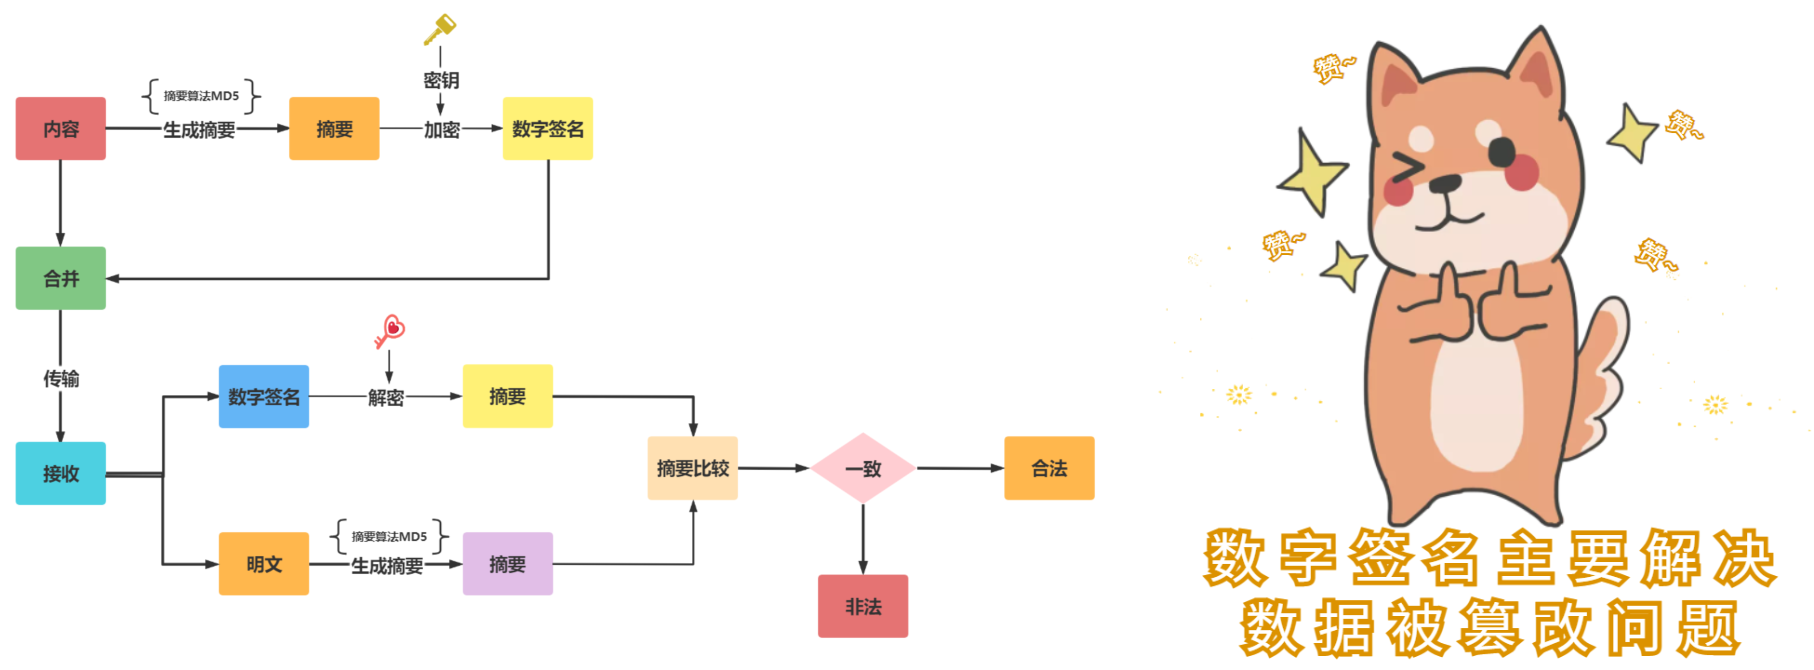 密钥
摘要算法MD5
内容
生成摘要
摘要
加密
数字签名
合并
传输
数字签名
解密
摘要
接收
摘要比较
一致
合法
摘要算法MD5
明文
生成摘要
摘要
非法
赞~
赞~
赞~
赞~
数字签名主要解决
数据被篡改问题